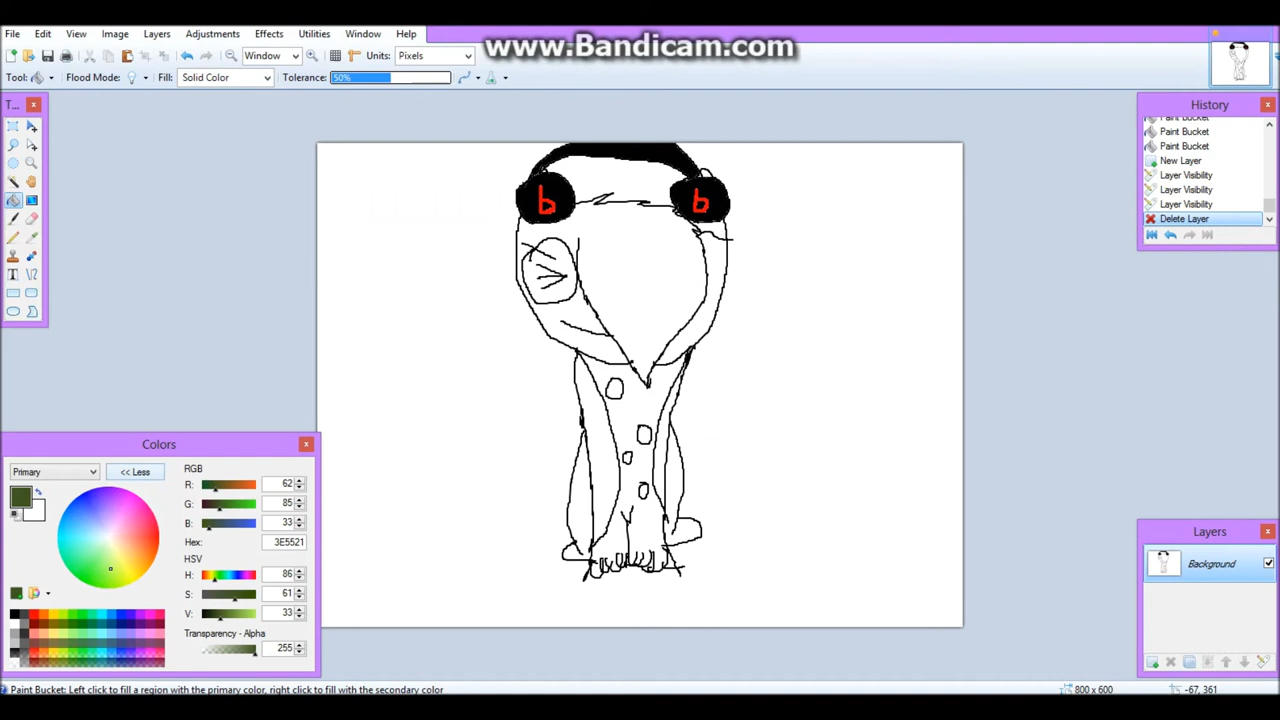 www.Bandicam.com
File Edit View Image Layers Adjustments Effects Utilities Window Help
Window Units: Pixels
Tool: Flood Mode: Fill: Solid Color Tolerance: 50%
T...
History
Paint Bucket
Paint Bucket
Paint Bucket
New Layer
Layer Visibility
Layer Visibility
Layer Visibility
Delete Layer
b b
Colors
Primary << Less
RGB
R: 62
G: 85
B: 33
Hex: 3E5521
HSV
H: 86
S: 61
V: 33
Transparency - Alpha
255
Layers
Background
Paint Bucket: Left click to fill a region with the primary color, right click to fill with the secondary color 800 x 600 -67, 361